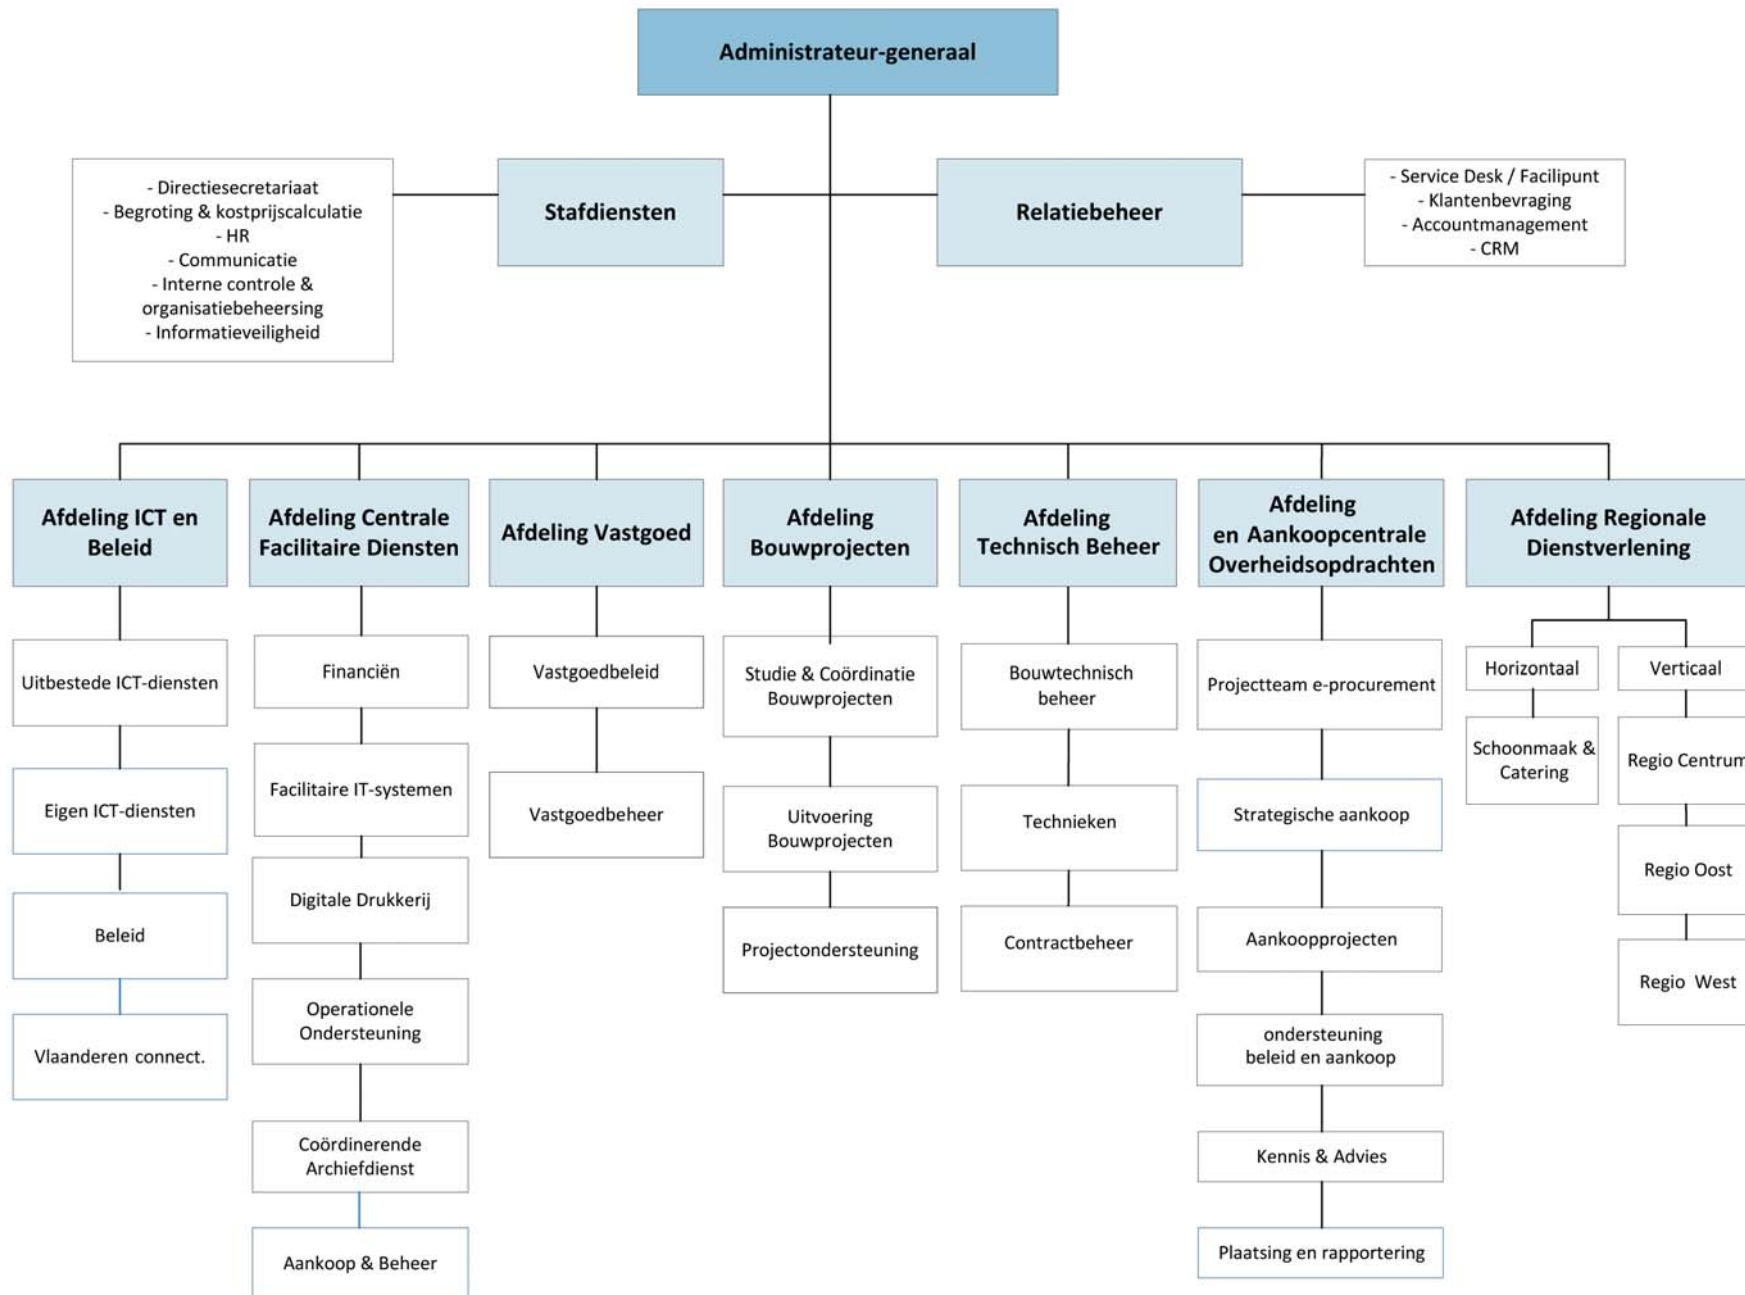 Administrateur-generaal
- Directiesecretariaat
- Begroting & kostprijscalculatie
- HR
- Communicatie
- Interne controle &
organisatiebeheersing
- Informatieveiligheid
Stafdiensten
Relatiebeheer
- Service Desk / Facilipunt
- Klantenbevraging
- Accountmanagement
- CRM
Afdeling ICT en
Beleid
Uitbestede ICT-diensten
Eigen ICT-diensten
Beleid
Vlaanderen connect.
Afdeling Centrale
Facilitaire Diensten
Financiën
Facilitaire IT-systemen
Digitale Drukkerij
Operationele
Ondersteuning
Coördinerende
Archiefdienst
Aankoop & Beheer
Afdeling Vastgoed
Vastgoedbeleid
Vastgoedbeheer
Afdeling
Bouwprojecten
Studie & Coördinatie
Bouwprojecten
Uitvoering
Bouwprojecten
Projectondersteuning
Afdeling
Technisch Beheer
Bouwtechnisch
beheer
Technieken
Contractbeheer
Afdeling
en Aankoopcentrale
Overheidsopdrachten
Projectteam e-procurement
Strategische aankoop
Aankoopprojecten
ondersteuning
beleid en aankoop
Kennis & Advies
Plaatsing en rapportering
Afdeling Regionale
Dienstverlening
Horizontaal
Schoonmaak &
Catering
Verticaal
Regio Centrum
Regio Oost
Regio West